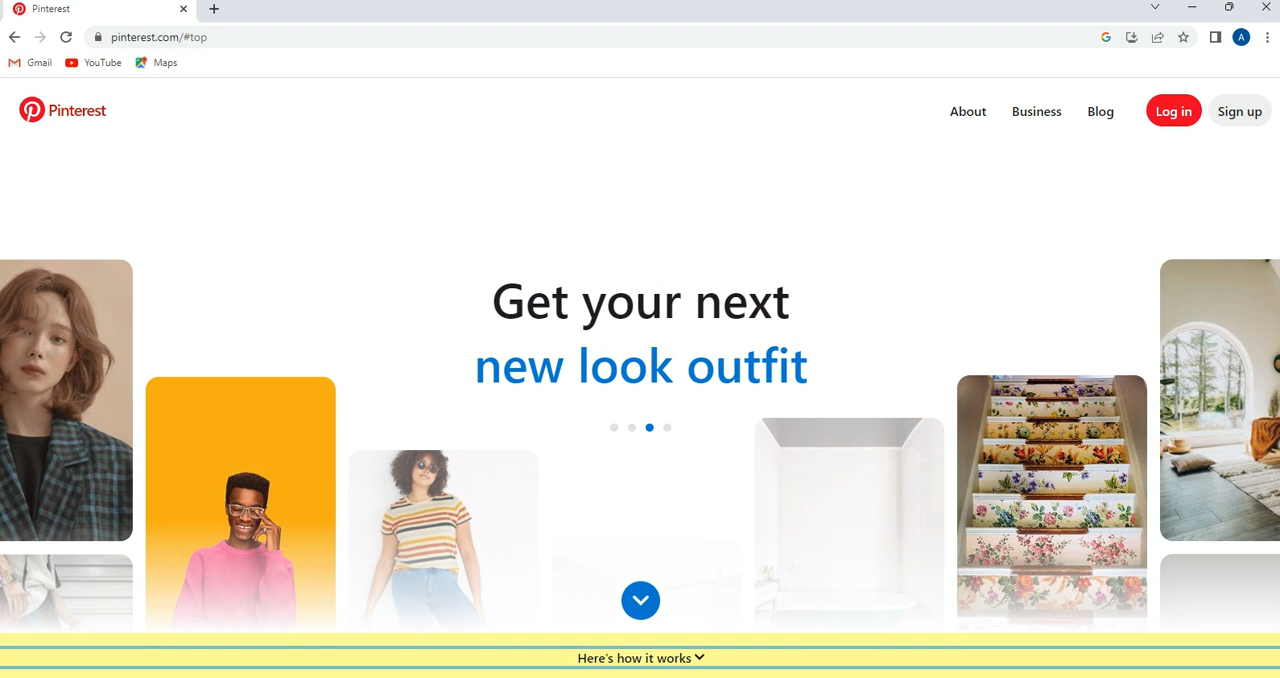 Pinterest
pinterest.com/#top
A
Gmail
YouTube
Maps
Pinterest
About
Business
Blog
Log in
Sign up
Get your next
new look outfit
Here's how it works